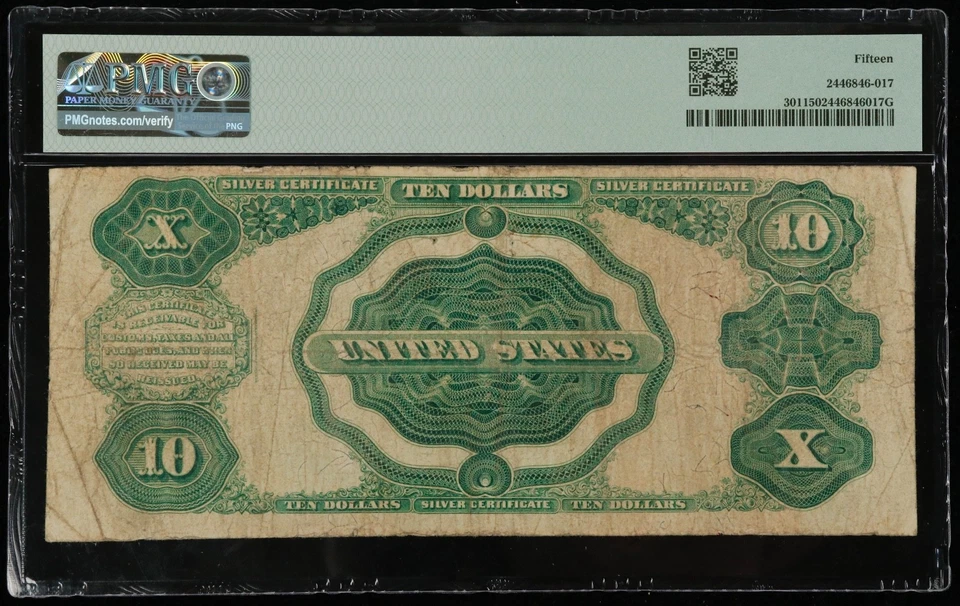 PMG
PAPER MONEY GUARANTY
PMGnotes.com/verify
PNG
Fifteen
2446846-017
3011502446846017G
SILVER CERTIFICATE
TEN DOLLARS
SILVER CERTIFICATE
X
10
THIS CERTIFICATE
IS RECEIVABLE FOR
CUSTOMS, TAXES AND ALL
PUBLIC DUES, AND WHEN
SO RECEIVED MAY BE
REISSUED
UNITED STATES
10
X
TEN DOLLARS
SILVER CERTIFICATE
TEN DOLLARS